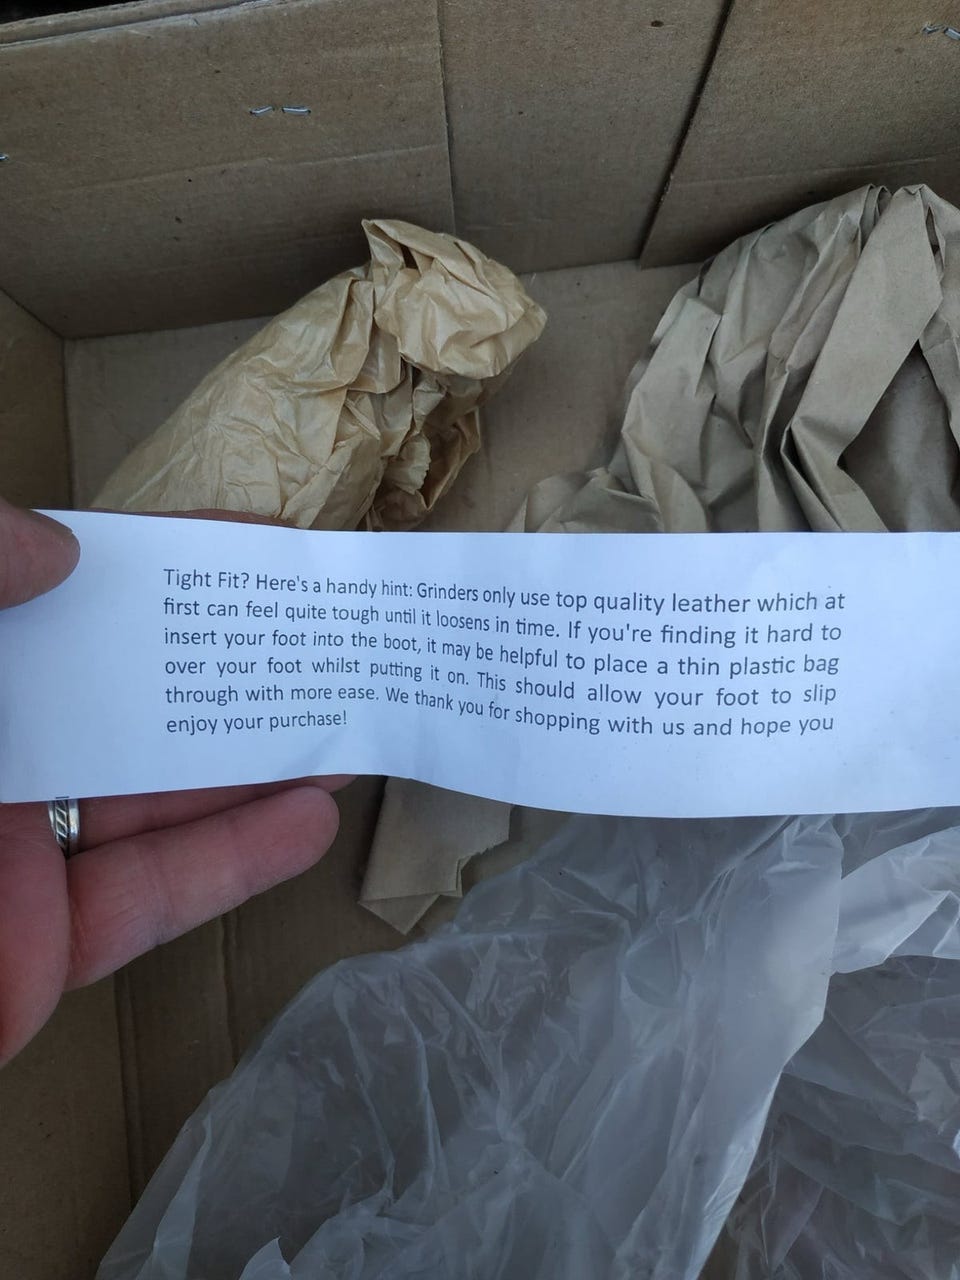 Tight Fit? Here's a handy hint: Grinders only use top quality leather which at
first can feel quite tough until it loosens in time. If you're finding it hard to
insert your foot into the boot, it may be helpful to place a thin plastic bag
over your foot whilst putting it on. This should allow your foot to slip
through with more ease. We thank you for shopping with us and hope you
enjoy your purchase!